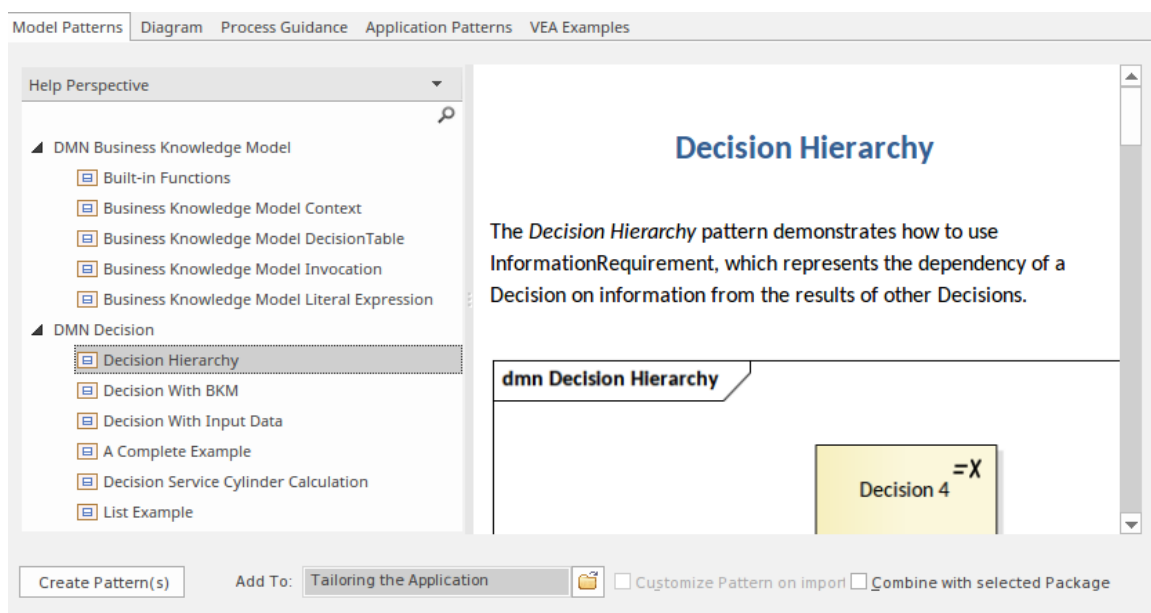 Model Patterns Diagram Process Guidance Application Patterns VEA Examples
Help Perspective
DMN Business Knowledge Model
Built-in Functions
Business Knowledge Model Context
Business Knowledge Model DecisionTable
Business Knowledge Model Invocation
Business Knowledge Model Literal Expression
DMN Decision
Decision Hierarchy
Decision With BKM
Decision With Input Data
A Complete Example
Decision Service Cylinder Calculation
List Example
Decision Hierarchy
The Decision Hierarchy pattern demonstrates how to use
InformationRequirement, which represents the dependency of a
Decision on information from the results of other Decisions.
dmn Decision Hierarchy
=X
Decision 4
Create Pattern(s) Add To: Tailoring the Application Customize Pattern on import Combine with selected Package